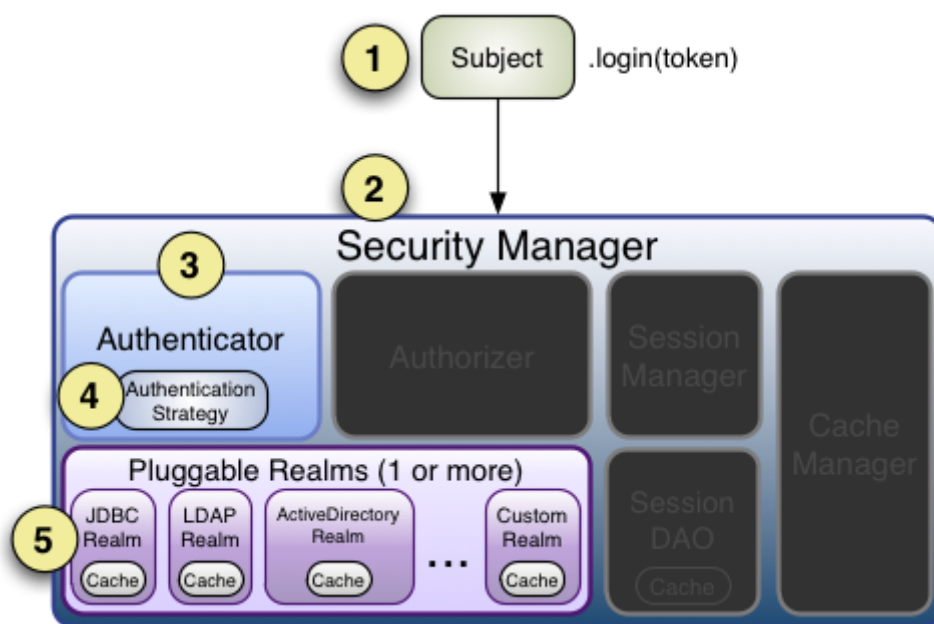 1
Subject
.login(token)
2
Security Manager
3
Authenticator
4
Authentication
Strategy
Authorizer
Session
Manager
Cache
Manager
Pluggable Realms (1 or more)
5
JDBC
Realm
Cache
LDAP
Realm
Cache
ActiveDirectory
Realm
Cache
...
Custom
Realm
Cache
Session
DAO
Cache